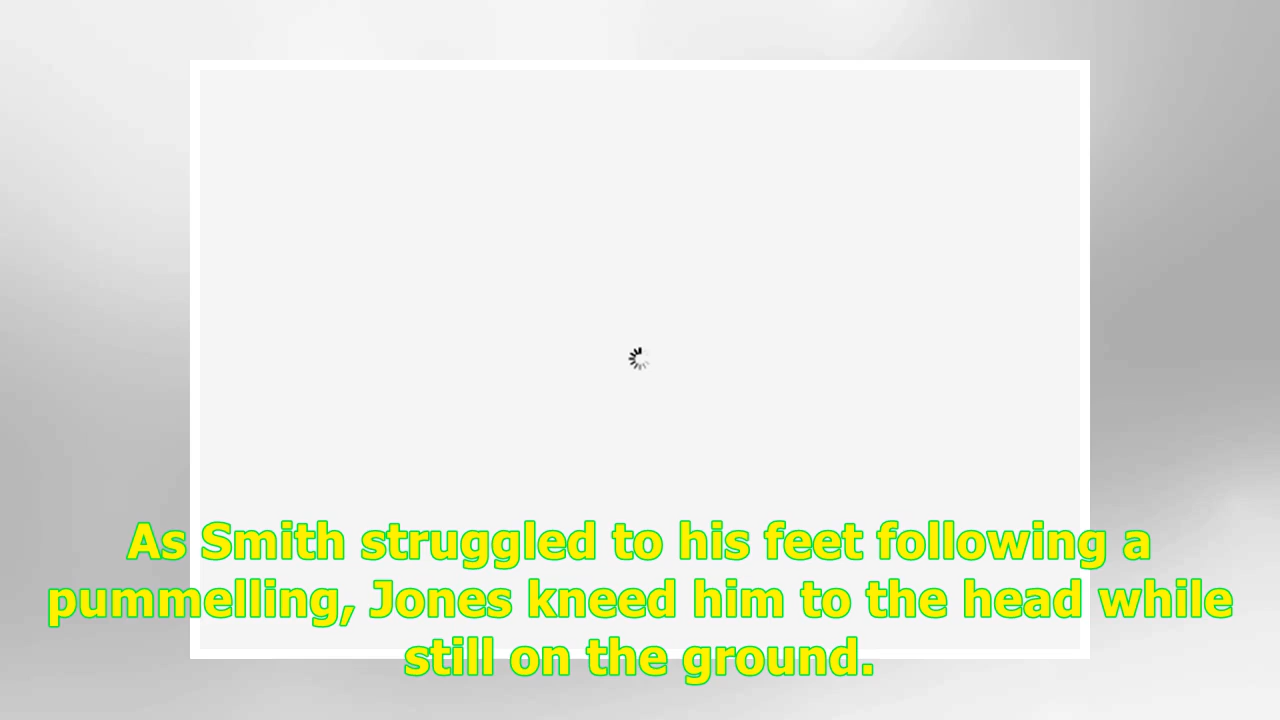 As Smith struggled to his feet following a
pummelling, Jones kneed him to the head while
still on the ground.